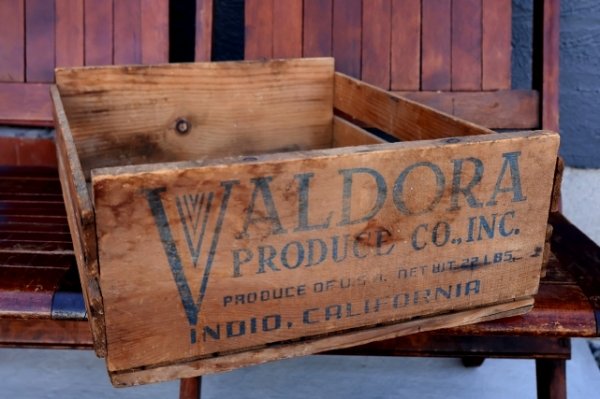 VALDORA
PRODUCE CO., INC.
PRODUCE OF U.S.A. NET WT. 22 LBS.
INDIO, CALIFORNIA